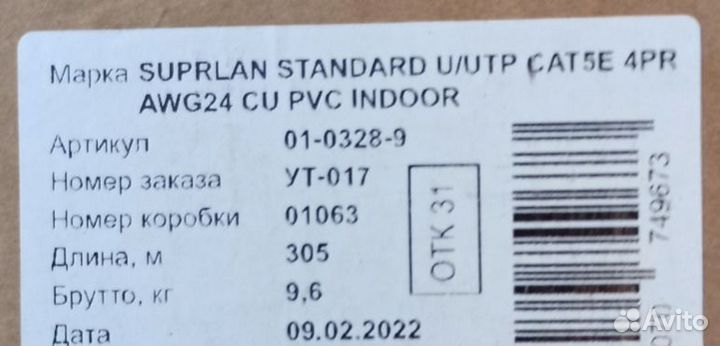 Марка SUPRLAN STANDARD U/UTP CAT5E 4PR
AWG24 CU PVC INDOOR
Артикул 01-0328-9
Номер заказа УТ-017
Номер коробки 01063
Длина, м 305
Брутто, кг 9,6
Дата 09.02.2022
ОТК 31
749673
Avito